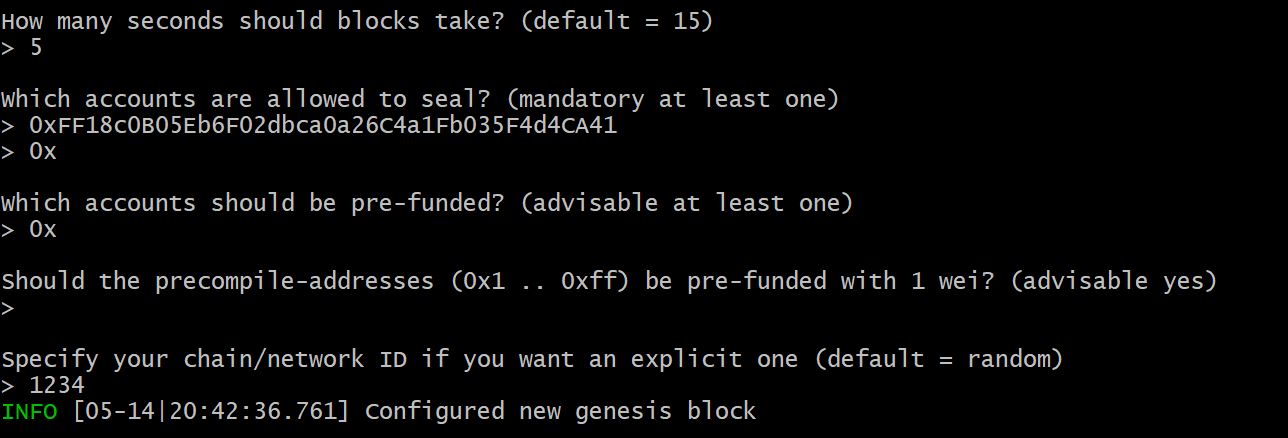 How many seconds should blocks take? (default = 15)
> 5
Which accounts are allowed to seal? (mandatory at least one)
> 0xFF18c0B05Eb6F02dbca0a26C4a1Fb035F4d4CA41
> 0x
Which accounts should be pre-funded? (advisable at least one)
> 0x
Should the precompile-addresses (0x1 .. 0xff) be pre-funded with 1 wei? (advisable yes)
>
Specify your chain/network ID if you want an explicit one (default = random)
> 1234
INFO [05-14|20:42:36.761] Configured new genesis block